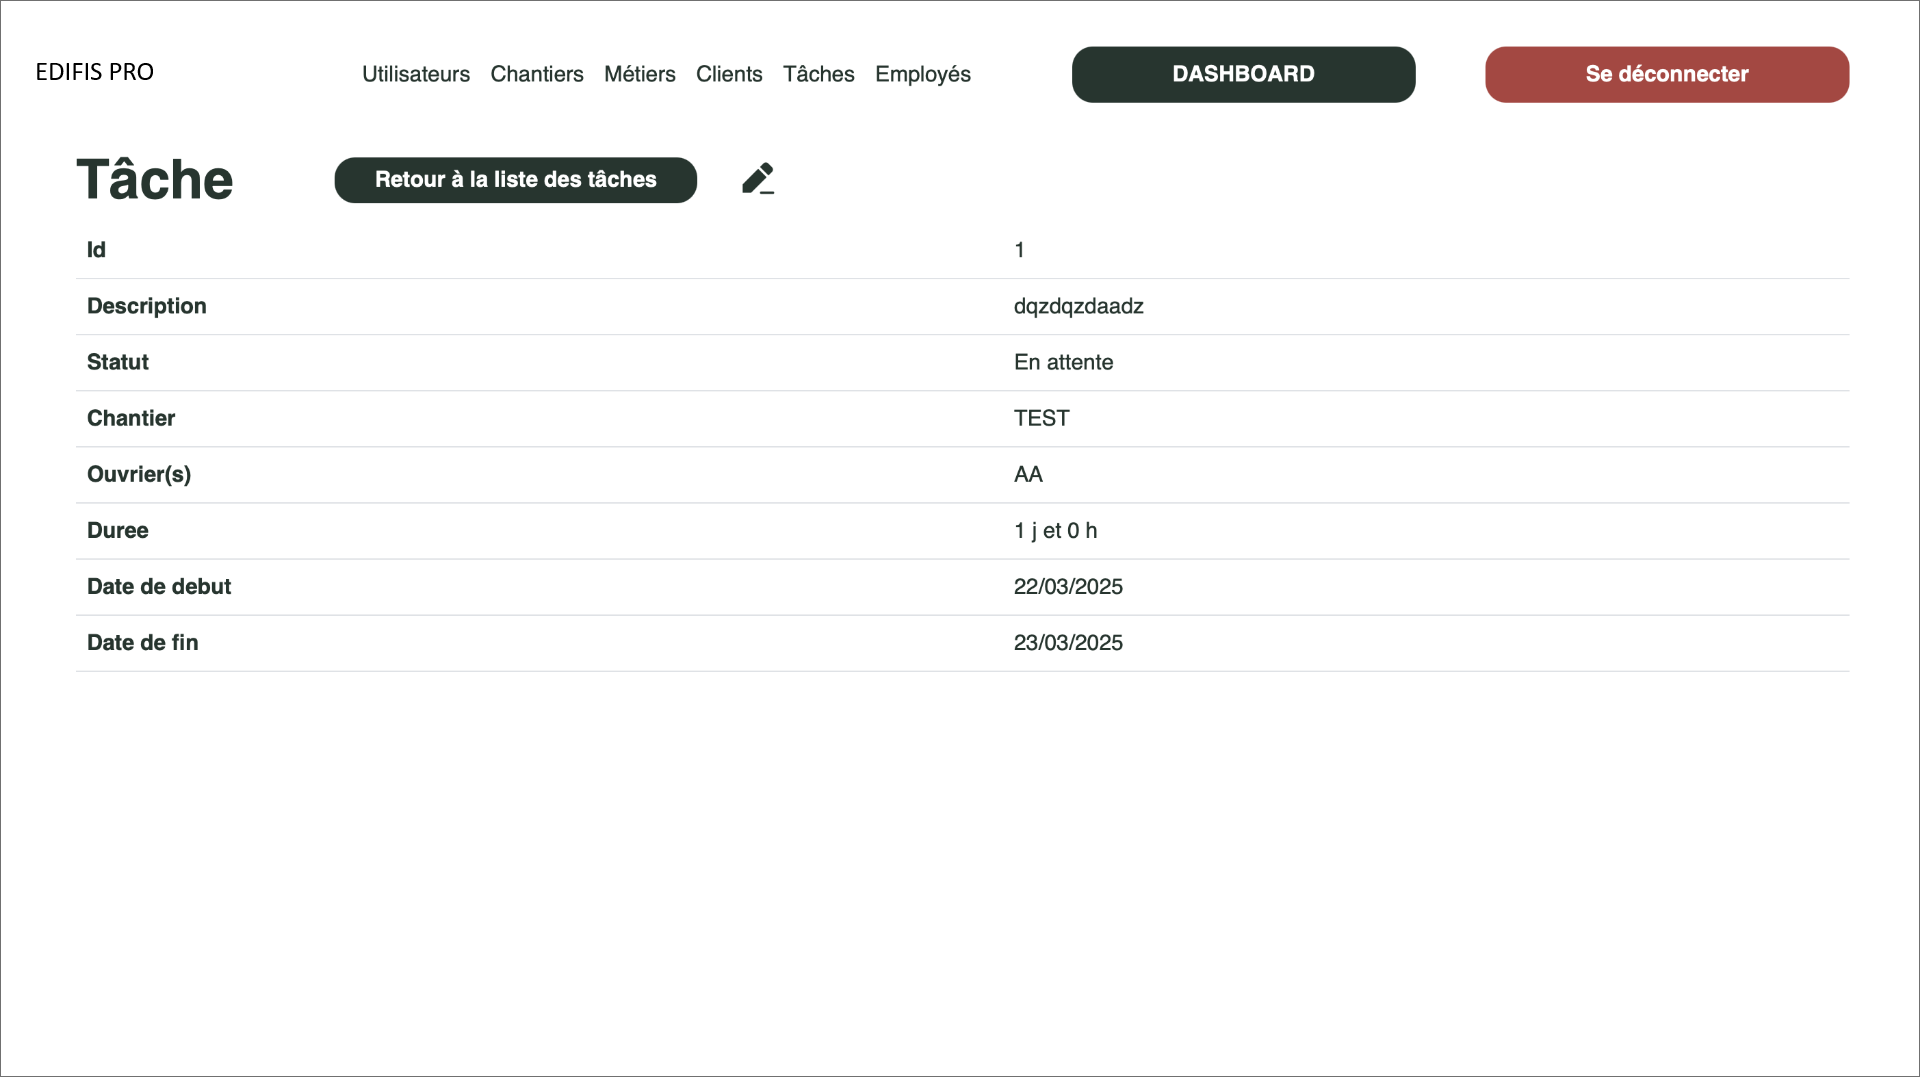 EDIFIS PRO
Utilisateurs Chantiers Métiers Clients Tâches Employés DASHBOARD Se déconnecter
Tâche Retour à la liste des tâches
Id 1
Description dqzdqzdaadz
Statut En attente
Chantier TEST
Ouvrier(s) AA
Duree 1 j et 0 h
Date de debut 22/03/2025
Date de fin 23/03/2025